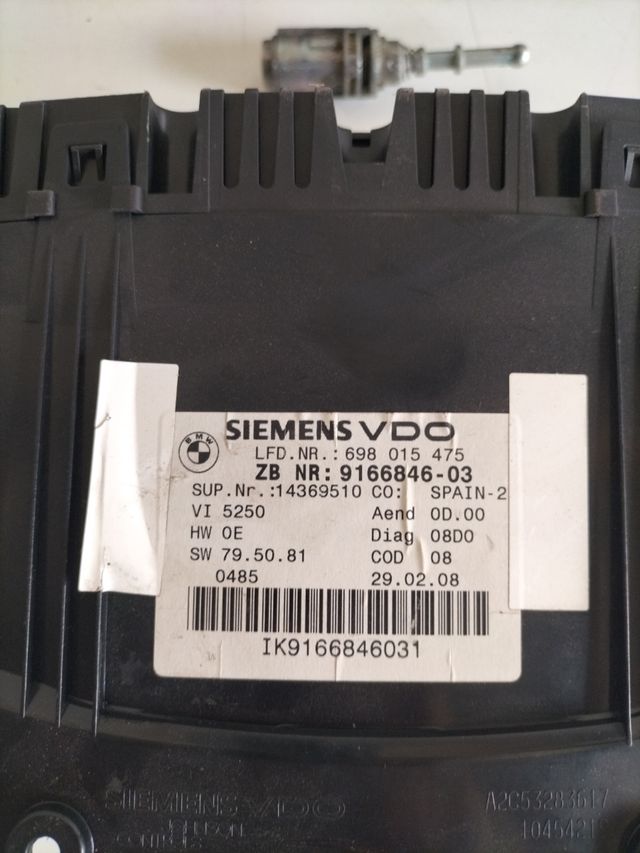 BMW
SIEMENS VDO
LFD.NR.: 698 015 475
ZB NR: 9166846-03
SUP.Nr.:14369510 CO: SPAIN-2
VI 5250 Aend 0D.00
HW 0E Diag 08D0
SW 79.50.81 COD 08
0485 29.02.08
IK9166846031
SIEMENS VDO
A2C53283617